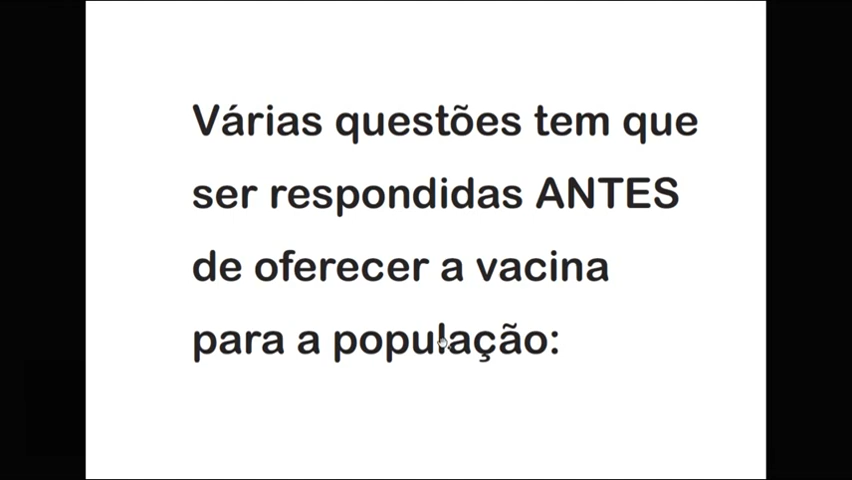 Várias questões tem que
ser respondidas ANTES
de oferecer a vacina
para a população: